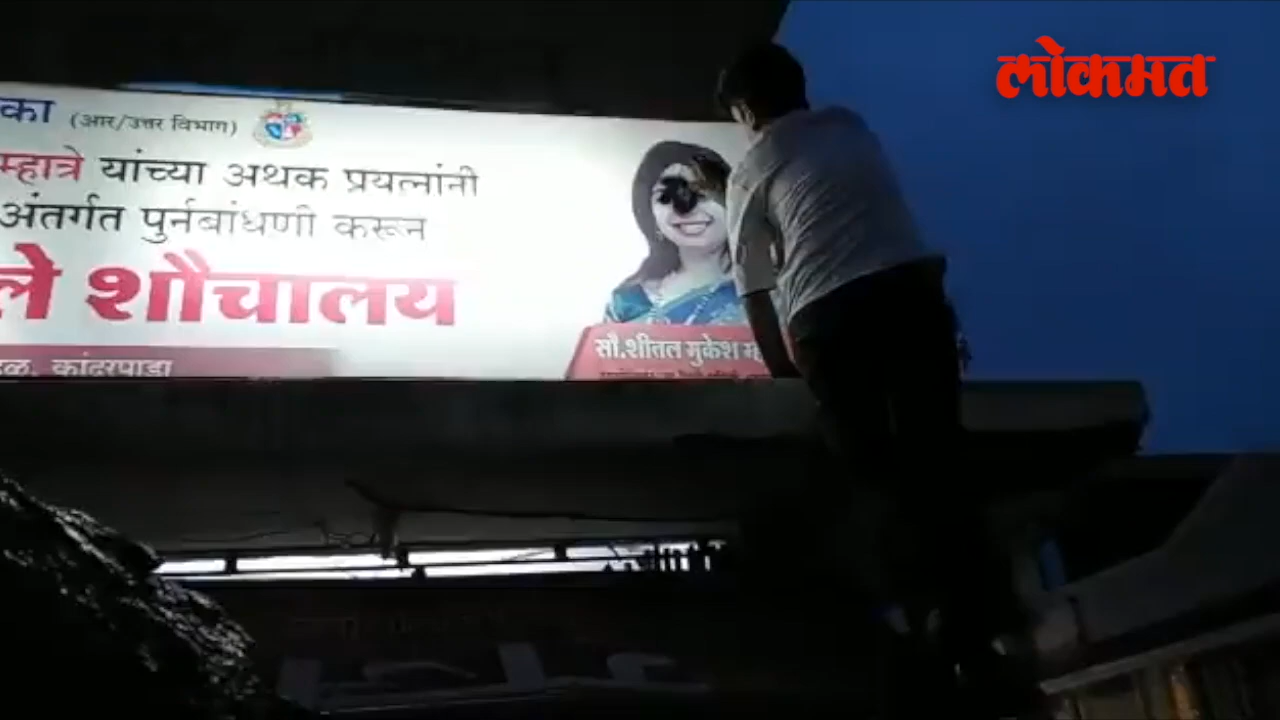 लोकमत
का (आर/उत्तर विभाग)
म्हात्रे यांच्या अथक प्रयत्नांनी
अंतर्गत पुर्नबांधणी करून
ले शौचालय
सौ.शीतल मुकेश म्हा
कांदरपाडा